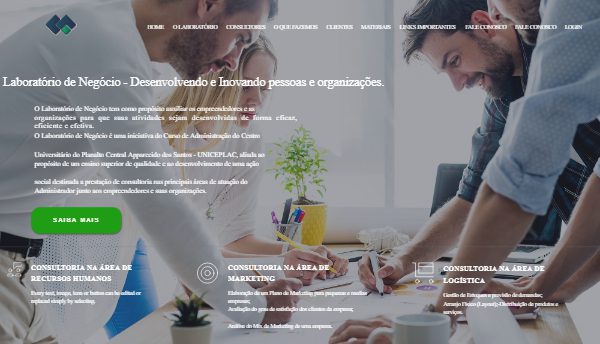 HOME O LABORATÓRIO CONSULTORES O QUE FAZEMOS CLIENTES MATERIAIS LINKS IMPORTANTES FALE CONOSCO FALE CONOSCO LOGIN
Laboratório de Negócio - Desenvolvendo e Inovando pessoas e organizações.
O Laboratório de Negócio tem como propósito auxiliar os empreendedores e as
organizações para que suas atividades sejam desenvolvidas de forma eficaz,
eficiente e efetiva.
O Laboratório de Negócio é uma iniciativa do Curso de Administração do Centro
Universitário do Planalto Central Apparecido dos Santos - UNICEPLAC, aliada ao
propósito de um ensino superior de qualidade e ao desenvolvimento de uma ação
social destinada a prestação de consultoria nas principais áreas de atuação do
Administrador junto aos empreendedores e suas organizações.
SAIBA MAIS
CONSULTORIA NA ÁREA DE
RECURSOS HUMANOS
Every text, image, icon or button can be edited or
replaced simply by selecting.
CONSULTORIA NA ÁREA DE
MARKETING
Elaboração de um Plano de Marketing para pequenas e médias
empresas;
Avaliação do grau de satisfação dos clientes da empresa;
Análise do Mix de Marketing de uma empresa.
CONSULTORIA NA ÁREA DE
LOGÍSTICA
Gestão de Estoques e previsão de demandas;
Arranjo Físico (Layout); Distribuição de produtos e
serviços.